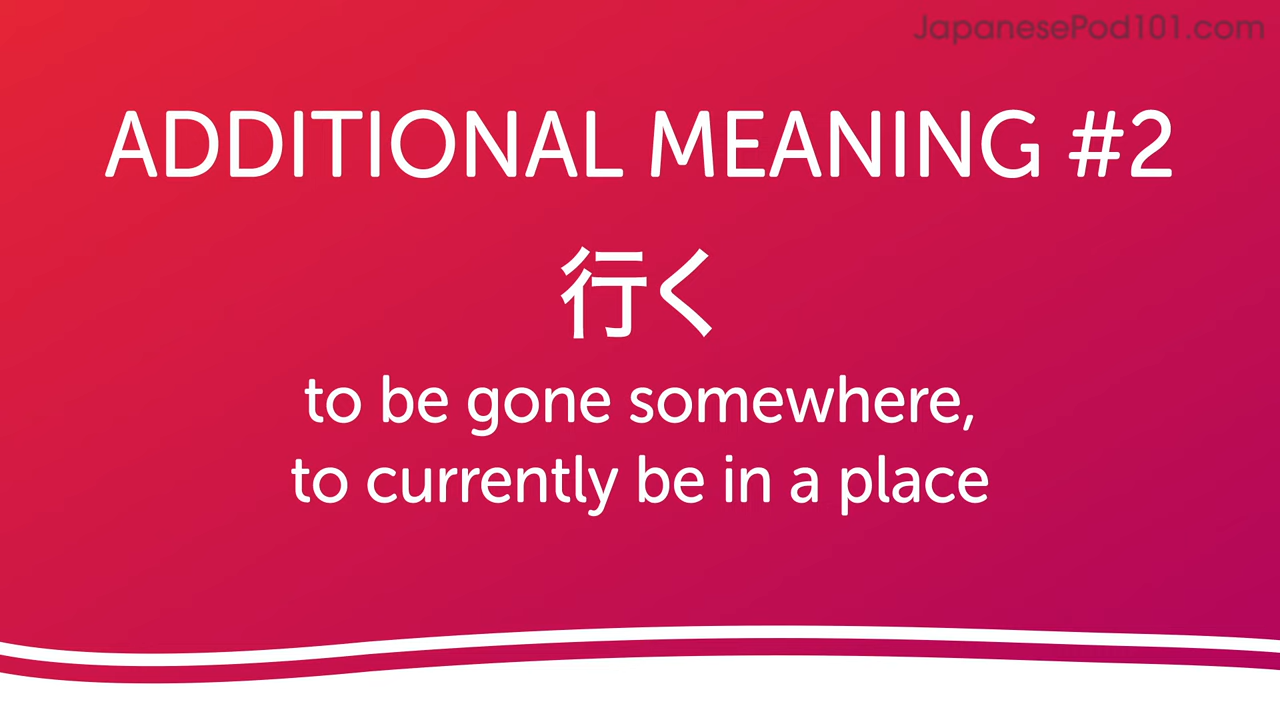 JapanesePod101.com
ADDITIONAL MEANING #2
行く
to be gone somewhere,
to currently be in a place